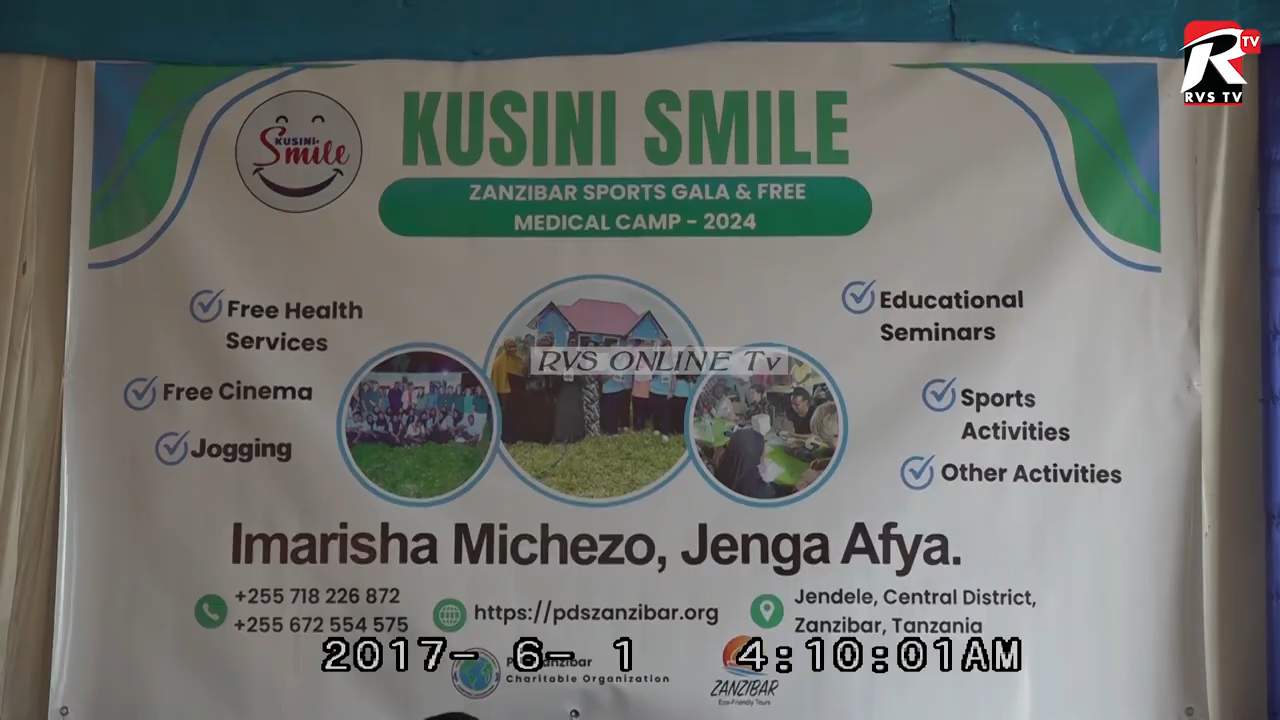 TV
R
RVS TV
KUSINI
Smile
KUSINI SMILE
ZANZIBAR SPORTS GALA & FREE
MEDICAL CAMP - 2024
Free Health
Services
Free Cinema
Jogging
Educational
Seminars
Sports
Activities
Other Activities
RVS ONLINE Tv
Imarisha Michezo, Jenga Afya.
+255 718 226 872
+255 672 554 575
https://pdszanzibar.org
Jendele, Central District,
Zanzibar, Tanzania
2017- 6- 1 4:10:01AM
Charitable Organization
ZANZIBAR
Eco-Friendly Tours